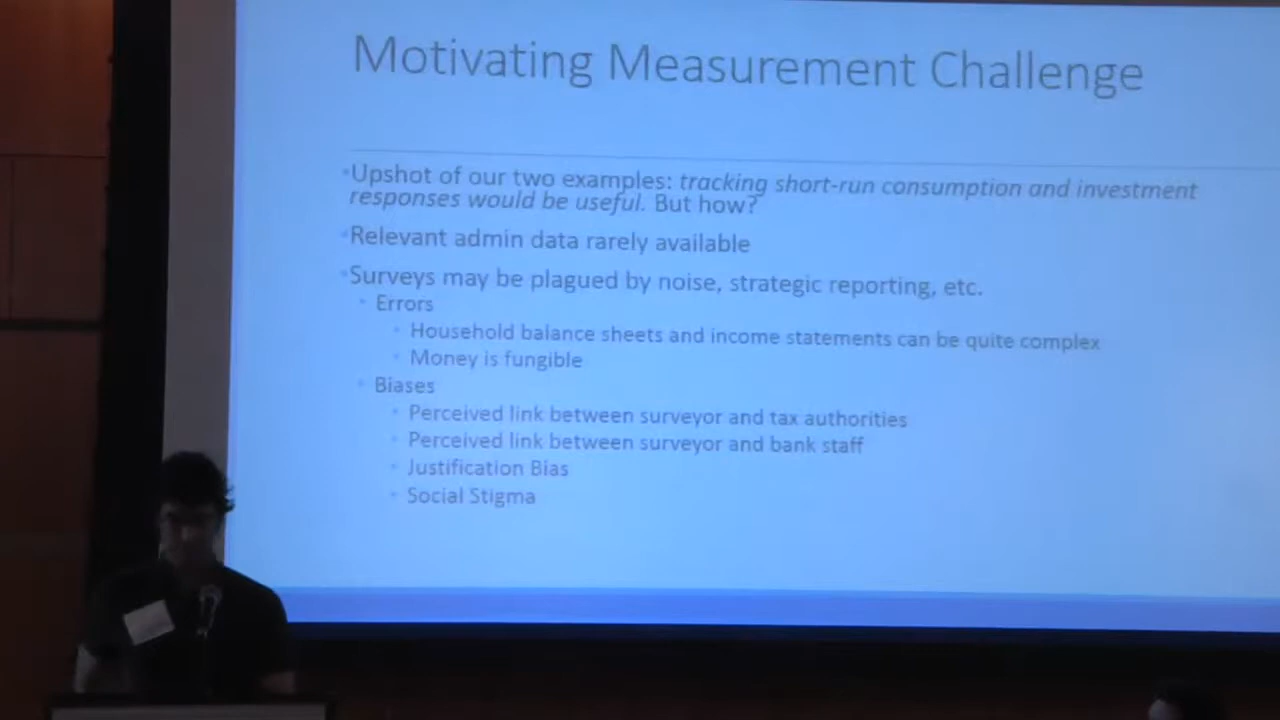 Motivating Measurement Challenge
•Upshot of our two examples: tracking short-run consumption and investment
responses would be useful. But how?
•Relevant admin data rarely available
•Surveys may be plagued by noise, strategic reporting, etc.
• Errors
• Household balance sheets and income statements can be quite complex
• Money is fungible
• Biases
• Perceived link between surveyor and tax authorities
• Perceived link between surveyor and bank staff
• Justification Bias
• Social Stigma